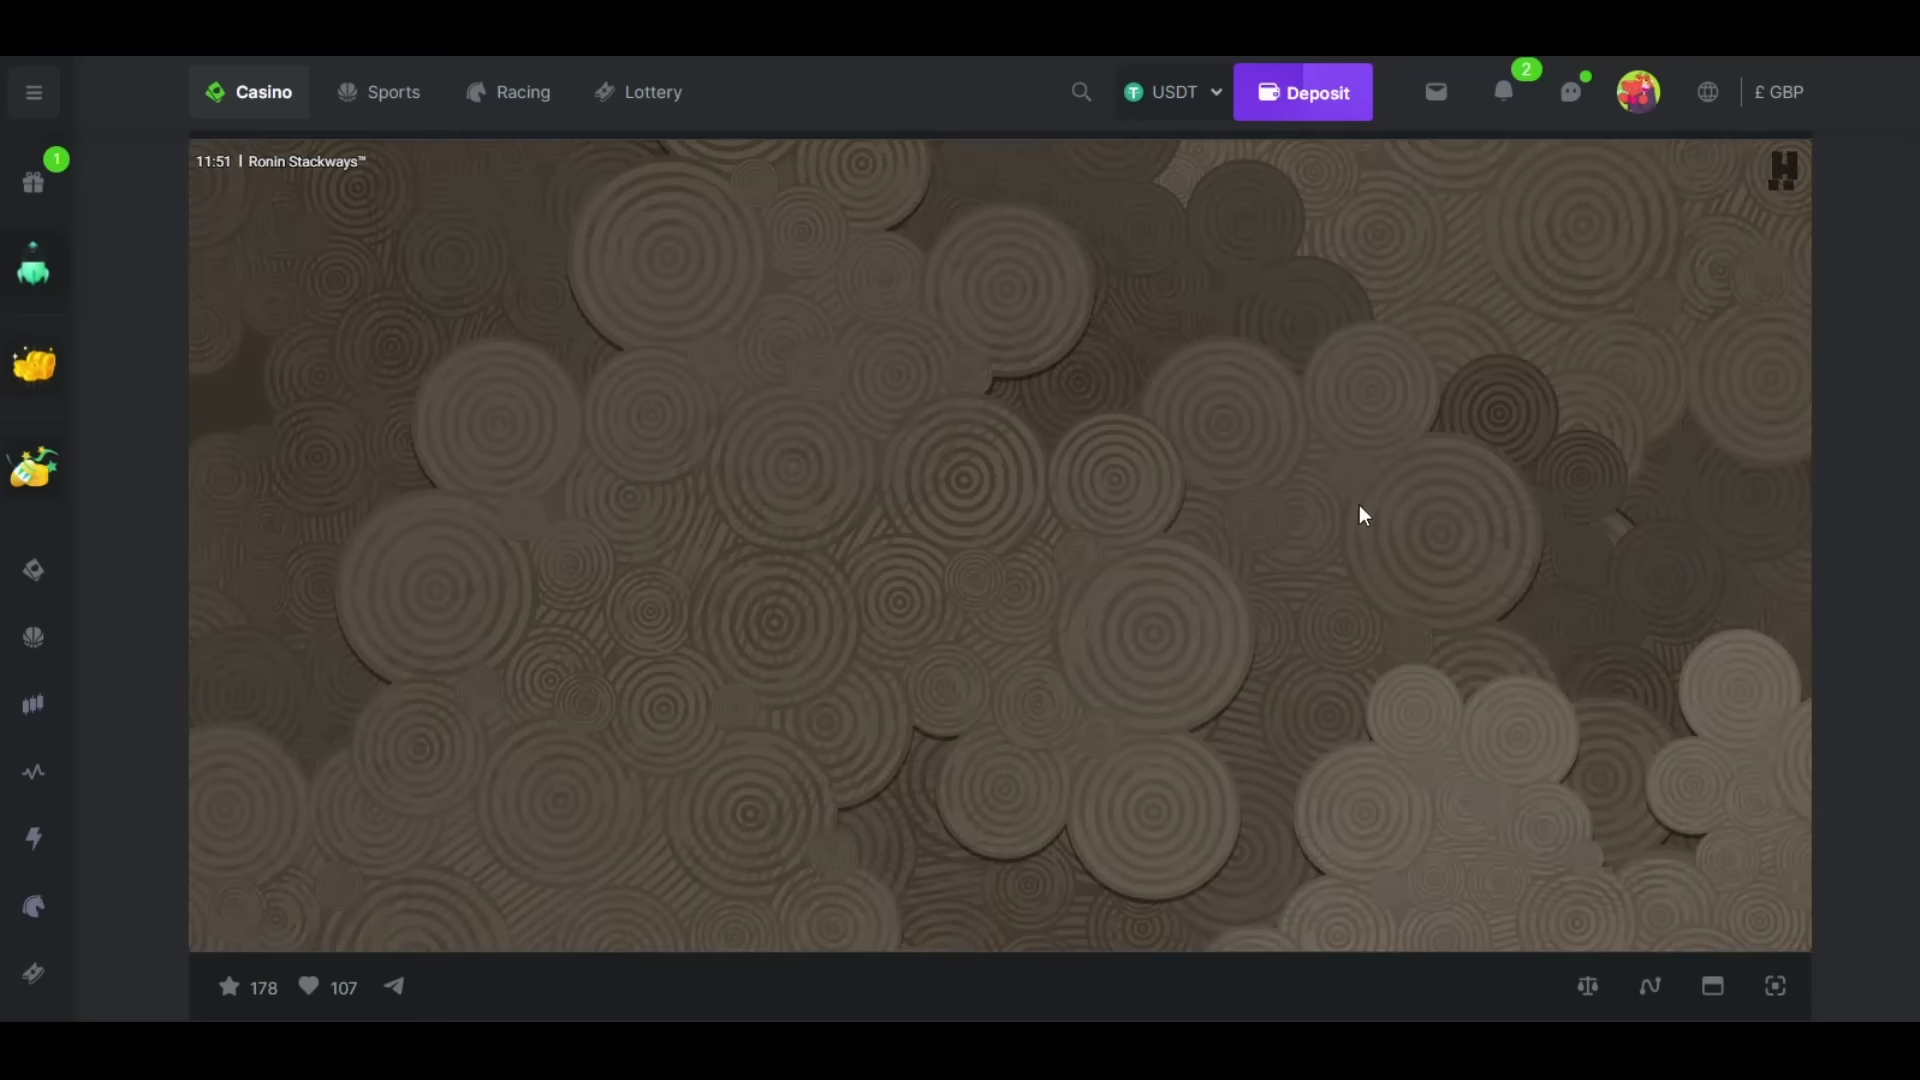 Casino
Sports
Racing
Lottery
USDT
Deposit
2
£ GBP
1
11:51 | Ronin Stackways™
178
107